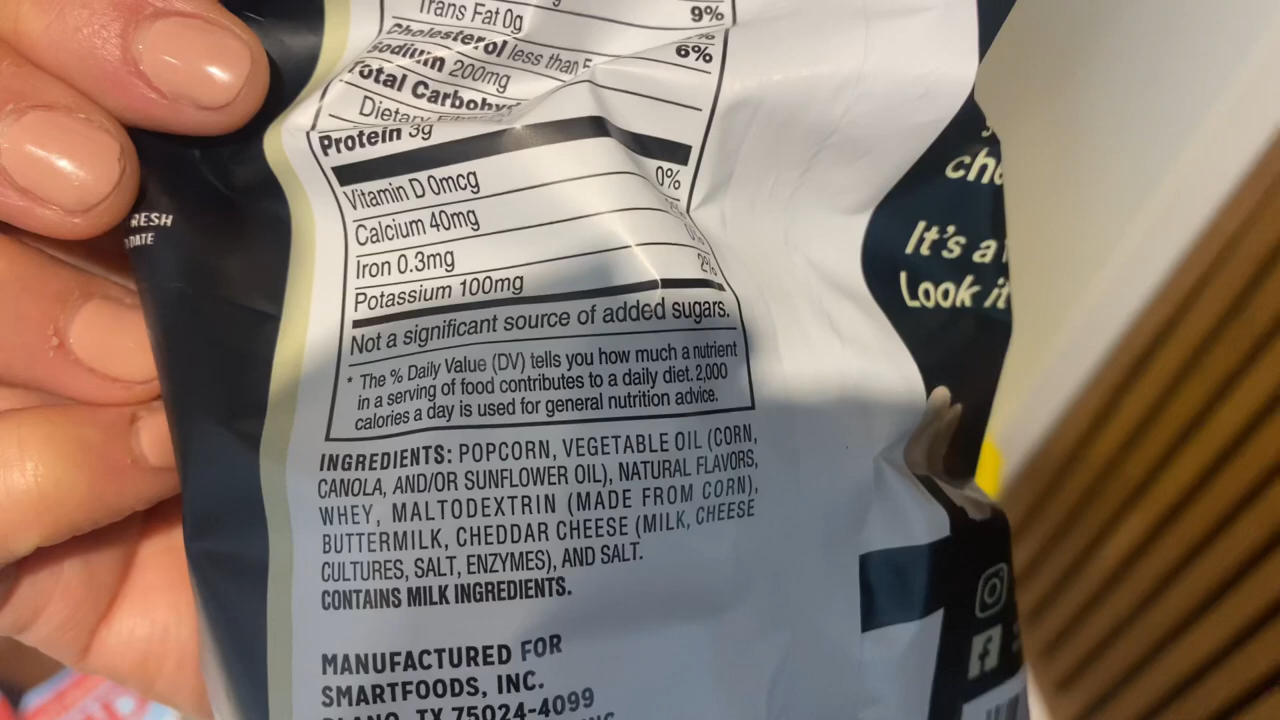 Trans Fat 0g
9%
Cholesterol less than 5
Sodium 200mg
6%
Total Carbohy
Dietary Fiber
Protein 3g
Vitamin D 0mcg 0%
Calcium 40mg
Iron 0.3mg 0%
Potassium 100mg 2%
Not a significant source of added sugars.
* The % Daily Value (DV) tells you how much a nutrient
in a serving of food contributes to a daily diet. 2,000
calories a day is used for general nutrition advice.
INGREDIENTS: POPCORN, VEGETABLE OIL (CORN,
CANOLA, AND/OR SUNFLOWER OIL), NATURAL FLAVORS,
WHEY, MALTODEXTRIN (MADE FROM CORN),
BUTTERMILK, CHEDDAR CHEESE (MILK, CHEESE
CULTURES, SALT, ENZYMES), AND SALT.
CONTAINS MILK INGREDIENTS.
MANUFACTURED FOR
SMARTFOODS, INC.
PLANO, TX 75024-4099
RESH
DATE
It's a
Look it